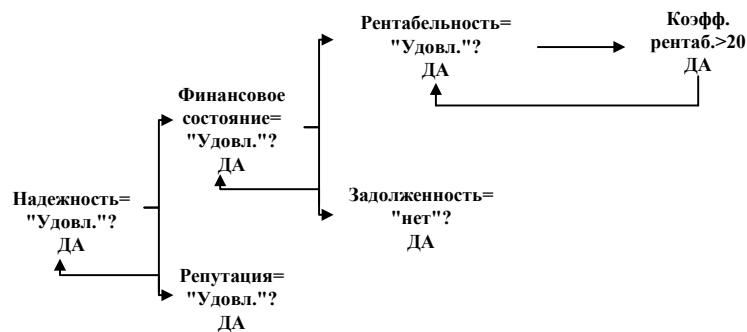 Рентабельность=
"Удовл."?
ДА
Коэфф.
рентаб.>20
ДА
Финансовое
состояние=
"Удовл."?
ДА
Надежность=
"Удовл."?
ДА
Задолженность=
"нет"?
ДА
Репутация=
"Удовл."?
ДА